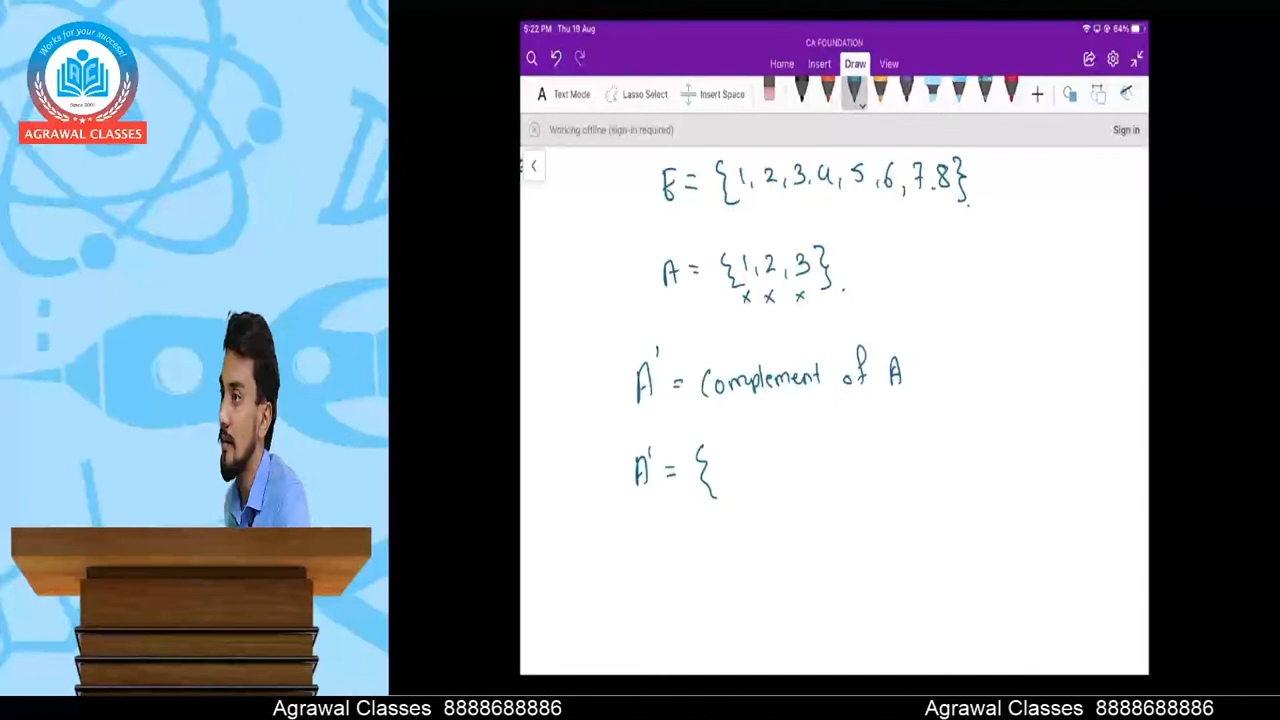 Works for your success!
AEC
Since 2001
AGRAWAL CLASSES
5:22 PM Thu 19 Aug
64%
CA FOUNDATION
Home Insert Draw View
A Text Mode Lasso Select Insert Space
Working offline (sign-in required) Sign in
E = {1, 2, 3, 4, 5, 6, 7, 8}.
A = {1, 2, 3}.
x x x
A' = Complement of A
A' = {
Agrawal Classes 8888688886 Agrawal Classes 8888688886